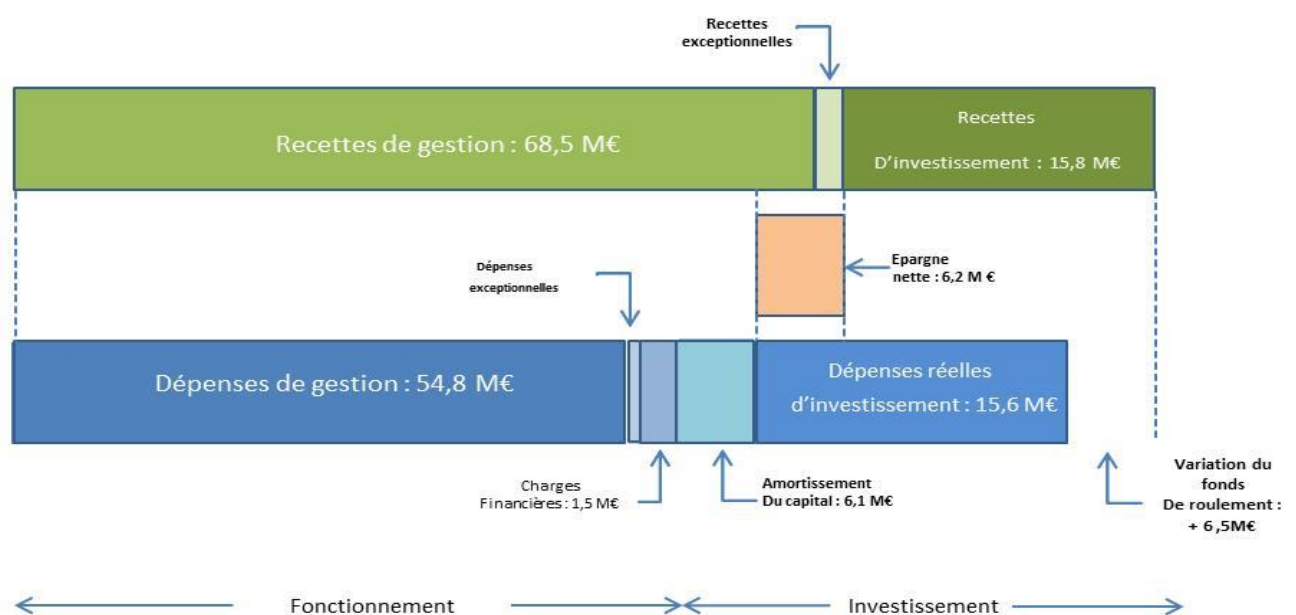 Recettes
exceptionnelles
Recettes de gestion : 68,5 M€
Recettes
D’investissement : 15,8 M€
Dépenses
exceptionnelles
Epargne
nette : 6,2 M €
Dépenses de gestion : 54,8 M€
Dépenses réelles
d’investissement : 15,6 M€
Charges
Financières : 1,5 M€
Amortissement
Du capital : 6,1 M€
Variation du
fonds
De roulement :
+ 6,5M€
Fonctionnement
Investissement